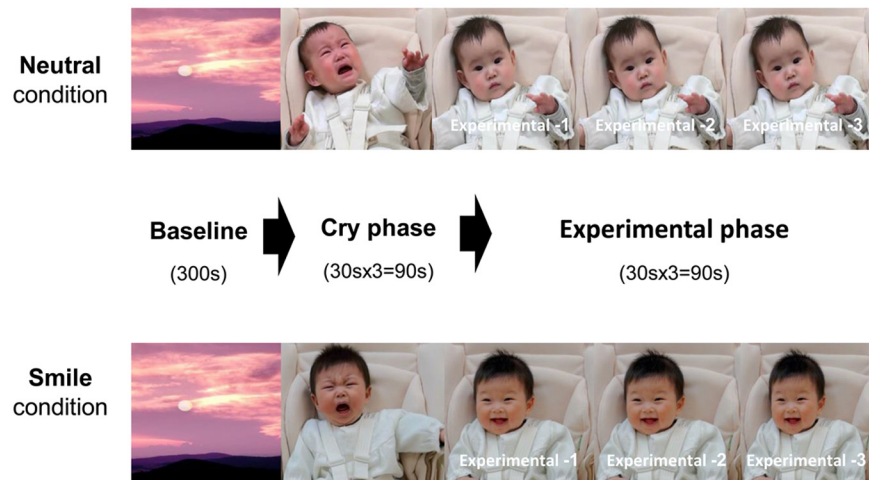 Neutral
condition
Experimental -1
Experimental -2
Experimental -3
Baseline
(300s)
Cry phase
(30sx3=90s)
Experimental phase
(30sx3=90s)
Smile
condition
Experimental -1
Experimental -2
Experimental -3